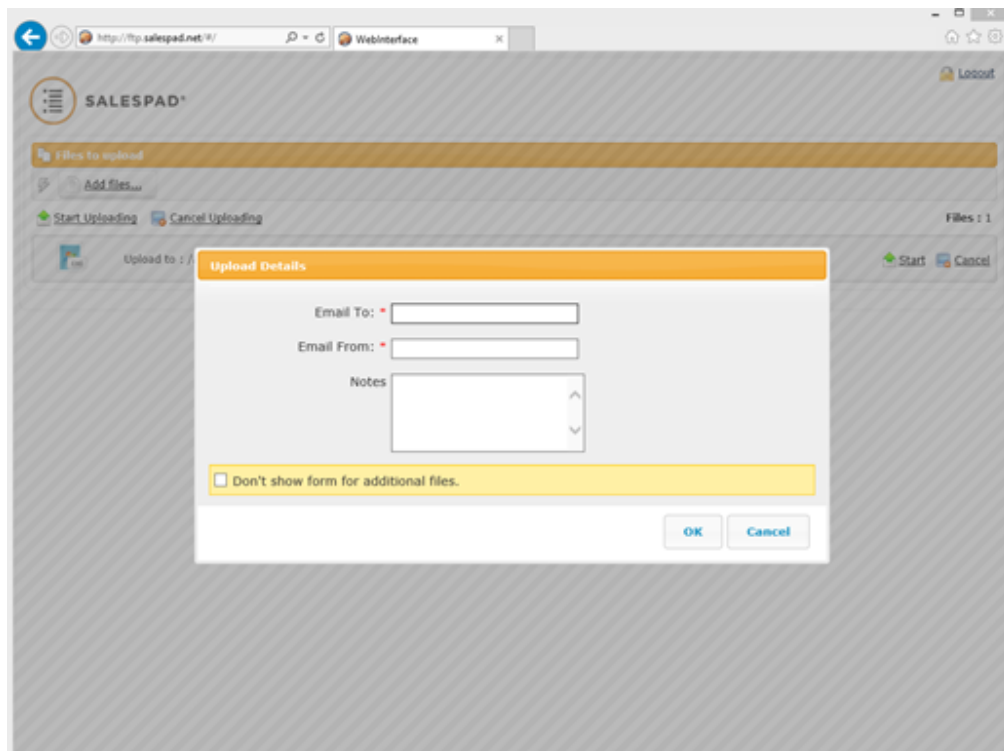 http://ftp.salespad.net/#/
WebInterface
Logout
SALESPAD®
Files to upload
Add files...
Start Uploading Cancel Uploading Files : 1
Upload to : /
Start Cancel
Upload Details
Email To: *
Email From: *
Notes
Don't show form for additional files.
OK Cancel